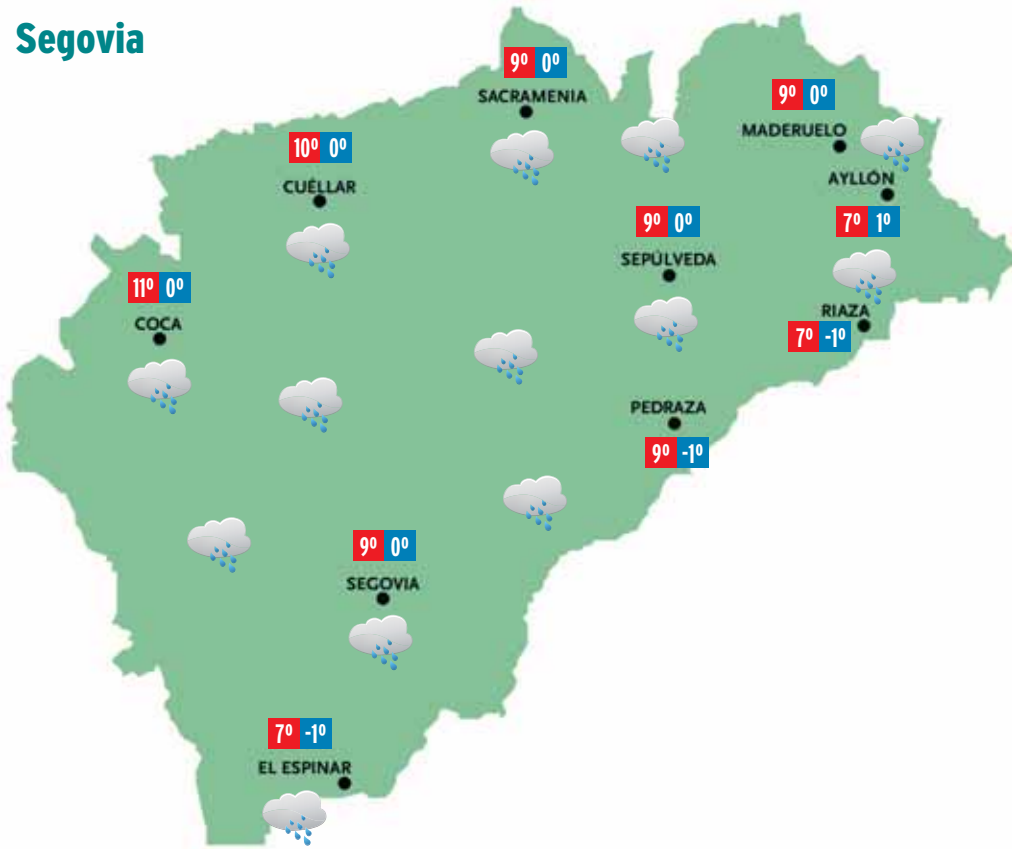 Segovia
9º 0º
SACRAMENIA
9º 0º
MADERUELO
10º 0º
CUÉLLAR
AYLLÓN
7º 1º
9º 0º
SEPÚLVEDA
11º 0º
COCA
RIAZA
7º -1º
PEDRAZA
9º -1º
9º 0º
SEGOVIA
7º -1º
EL ESPINAR